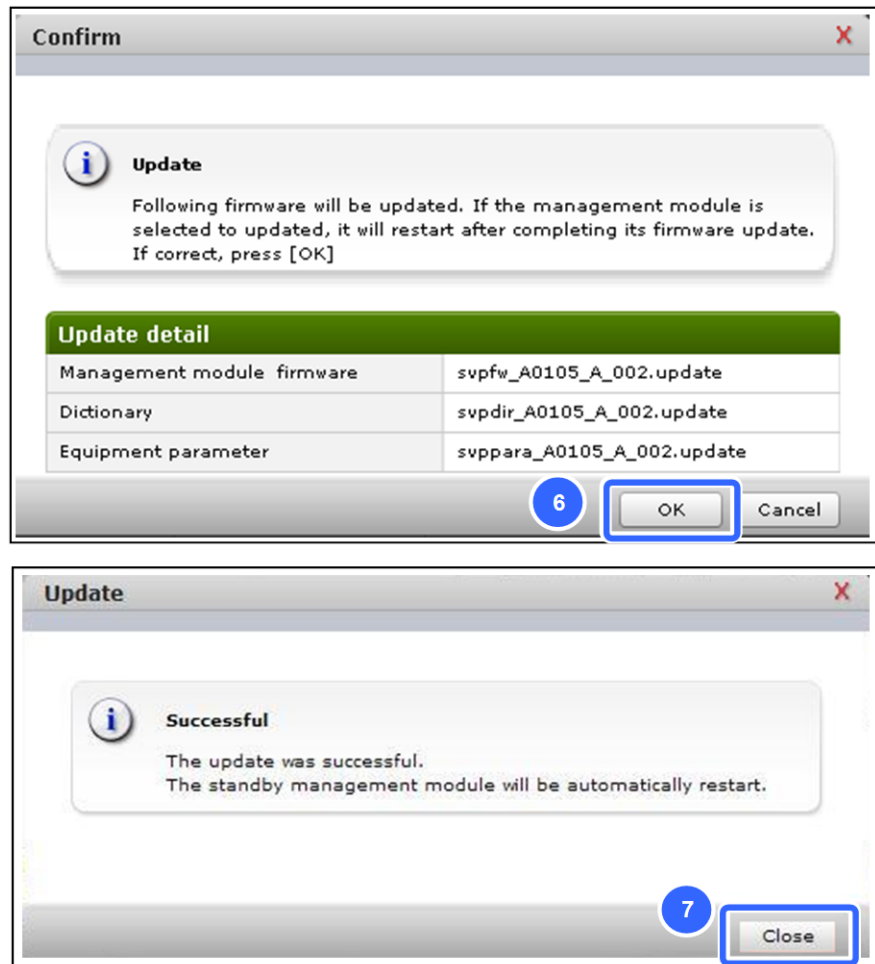 Confirm
X
i
Update
Following firmware will be updated. If the management module is
selected to updated, it will restart after completing its firmware update.
If correct, press [OK]
Update detail
Management module firmware svpfw_A0105_A_002.update
Dictionary svpdir_A0105_A_002.update
Equipment parameter svppara_A0105_A_002.update
6 OK Cancel
Update
X
i
Successful
The update was successful.
The standby management module will be automatically restart.
7
Close